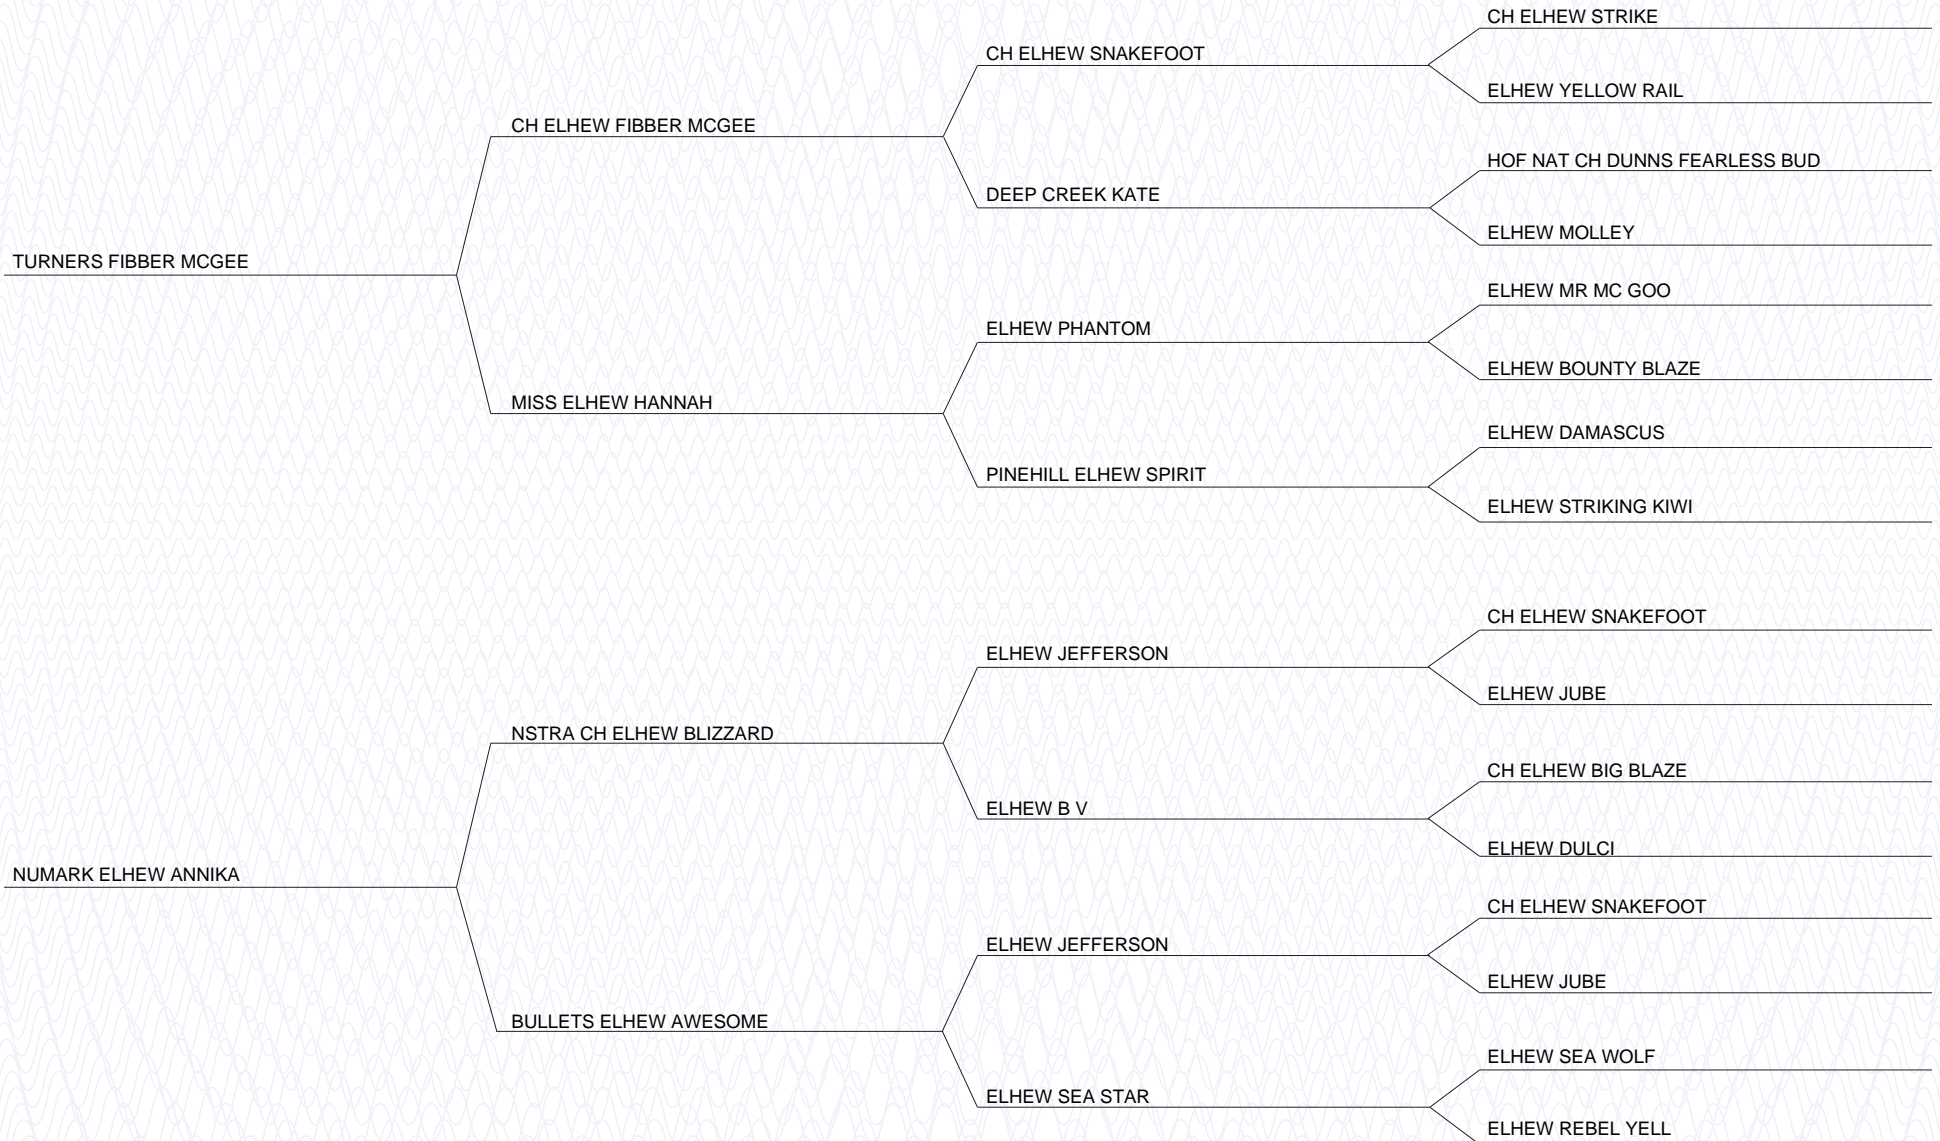 CH ELHEW STRIKE
CH ELHEW SNAKEFOOT
ELHEW YELLOW RAIL
CH ELHEW FIBBER MCGEE
HOF NAT CH DUNNS FEARLESS BUD
DEEP CREEK KATE
ELHEW MOLLEY
TURNERS FIBBER MCGEE
ELHEW MR MC GOO
ELHEW PHANTOM
ELHEW BOUNTY BLAZE
MISS ELHEW HANNAH
ELHEW DAMASCUS
PINEHILL ELHEW SPIRIT
ELHEW STRIKING KIWI
CH ELHEW SNAKEFOOT
ELHEW JEFFERSON
ELHEW JUBE
NSTRA CH ELHEW BLIZZARD
CH ELHEW BIG BLAZE
ELHEW B V
ELHEW DULCI
NUMARK ELHEW ANNIKA
CH ELHEW SNAKEFOOT
ELHEW JEFFERSON
ELHEW JUBE
BULLETS ELHEW AWESOME
ELHEW SEA WOLF
ELHEW SEA STAR
ELHEW REBEL YELL